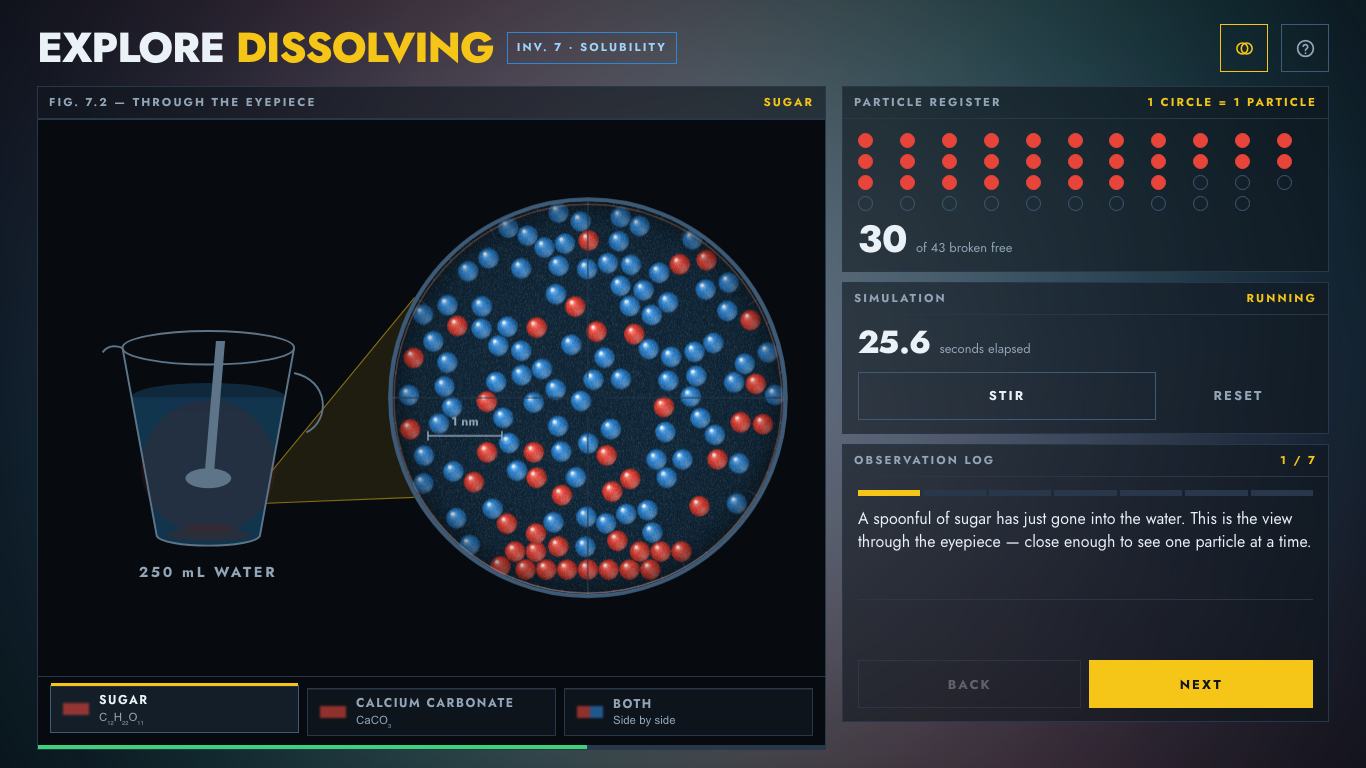 EXPLORE DISSOLVING
INV. 7 · SOLUBILITY
FIG. 7.2 — THROUGH THE EYEPIECE
SUGAR
1 nm
250 mL WATER
SUGAR
C₁₂H₂₂O₁₁
CALCIUM CARBONATE
CaCO₃
BOTH
Side by side
PARTICLE REGISTER
1 CIRCLE = 1 PARTICLE
30 of 43 broken free
SIMULATION
RUNNING
25.6 seconds elapsed
STIR
RESET
OBSERVATION LOG
1 / 7
A spoonful of sugar has just gone into the water. This is the view
through the eyepiece — close enough to see one particle at a time.
BACK
NEXT